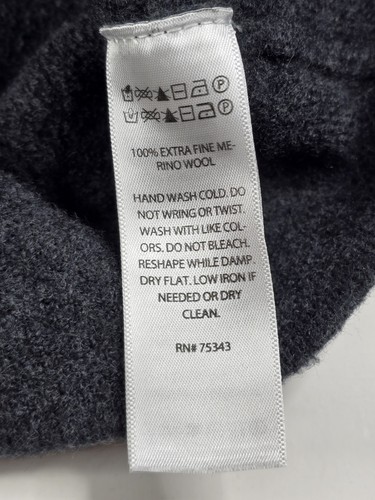 100% EXTRA FINE ME-
RINO WOOL
HAND WASH COLD. DO
NOT WRING OR TWIST.
WASH WITH LIKE COL-
ORS. DO NOT BLEACH.
RESHAPE WHILE DAMP.
DRY FLAT. LOW IRON IF
NEEDED OR DRY
CLEAN.
RN# 75343